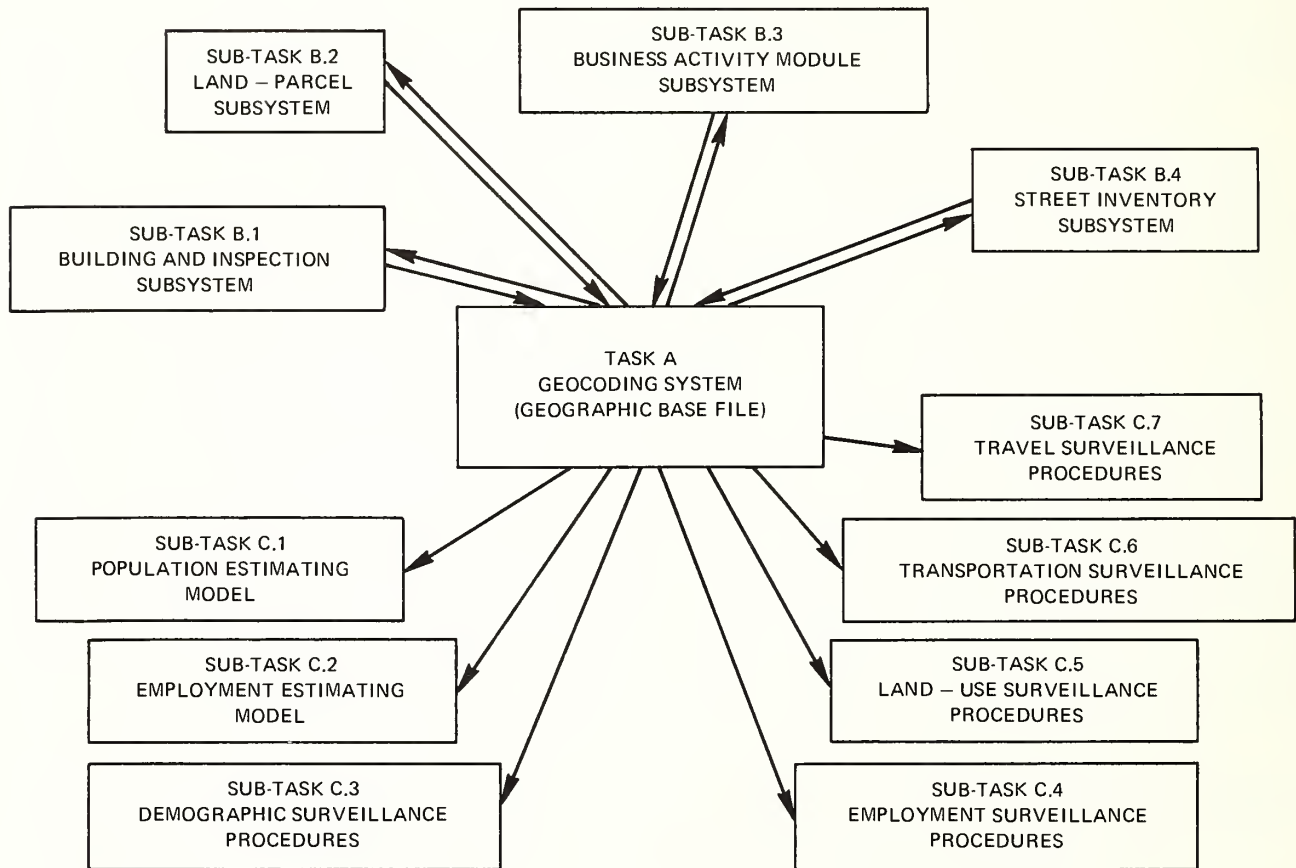 SUB-TASK B.2
LAND – PARCEL
SUBSYSTEM
SUB-TASK B.3
BUSINESS ACTIVITY MODULE
SUBSYSTEM
SUB-TASK B.4
STREET INVENTORY
SUBSYSTEM
SUB-TASK B.1
BUILDING AND INSPECTION
SUBSYSTEM
TASK A
GEOCODING SYSTEM
(GEOGRAPHIC BASE FILE)
SUB-TASK C.7
TRAVEL SURVEILLANCE
PROCEDURES
SUB-TASK C.1
POPULATION ESTIMATING
MODEL
SUB-TASK C.6
TRANSPORTATION SURVEILLANCE
PROCEDURES
SUB-TASK C.2
EMPLOYMENT ESTIMATING
MODEL
SUB-TASK C.5
LAND – USE SURVEILLANCE
PROCEDURES
SUB-TASK C.3
DEMOGRAPHIC SURVEILLANCE
PROCEDURES
SUB-TASK C.4
EMPLOYMENT SURVEILLANCE
PROCEDURES